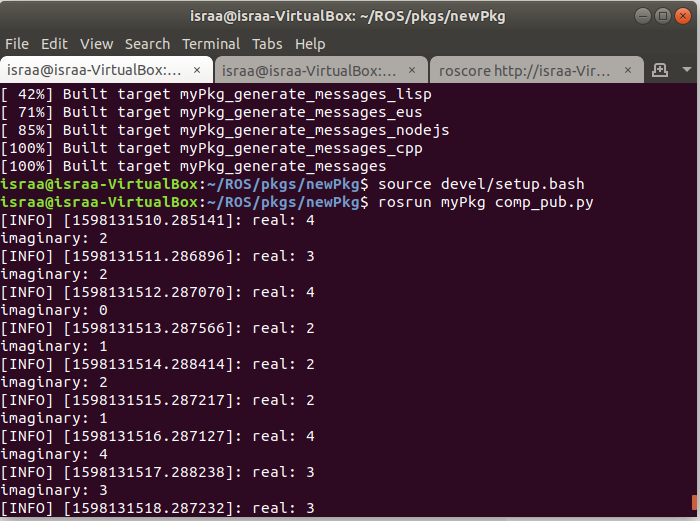 israa@israa-VirtualBox: ~/ROS/pkgs/newPkg
File Edit View Search Terminal Tabs Help
israa@israa-VirtualBox:... × israa@israa-VirtualBox:... × roscore http://israa-Vir... ×
[ 42%] Built target myPkg_generate_messages_lisp
[ 71%] Built target myPkg_generate_messages_eus
[ 85%] Built target myPkg_generate_messages_nodejs
[100%] Built target myPkg_generate_messages_cpp
[100%] Built target myPkg_generate_messages
israa@israa-VirtualBox:~/ROS/pkgs/newPkg$ source devel/setup.bash
israa@israa-VirtualBox:~/ROS/pkgs/newPkg$ rosrun myPkg comp_pub.py
[INFO] [1598131510.285141]: real: 4
imaginary: 2
[INFO] [1598131511.286896]: real: 3
imaginary: 2
[INFO] [1598131512.287070]: real: 4
imaginary: 0
[INFO] [1598131513.287566]: real: 2
imaginary: 1
[INFO] [1598131514.288414]: real: 2
imaginary: 2
[INFO] [1598131515.287217]: real: 2
imaginary: 1
[INFO] [1598131516.287127]: real: 4
imaginary: 4
[INFO] [1598131517.288238]: real: 3
imaginary: 3
[INFO] [1598131518.287232]: real: 3